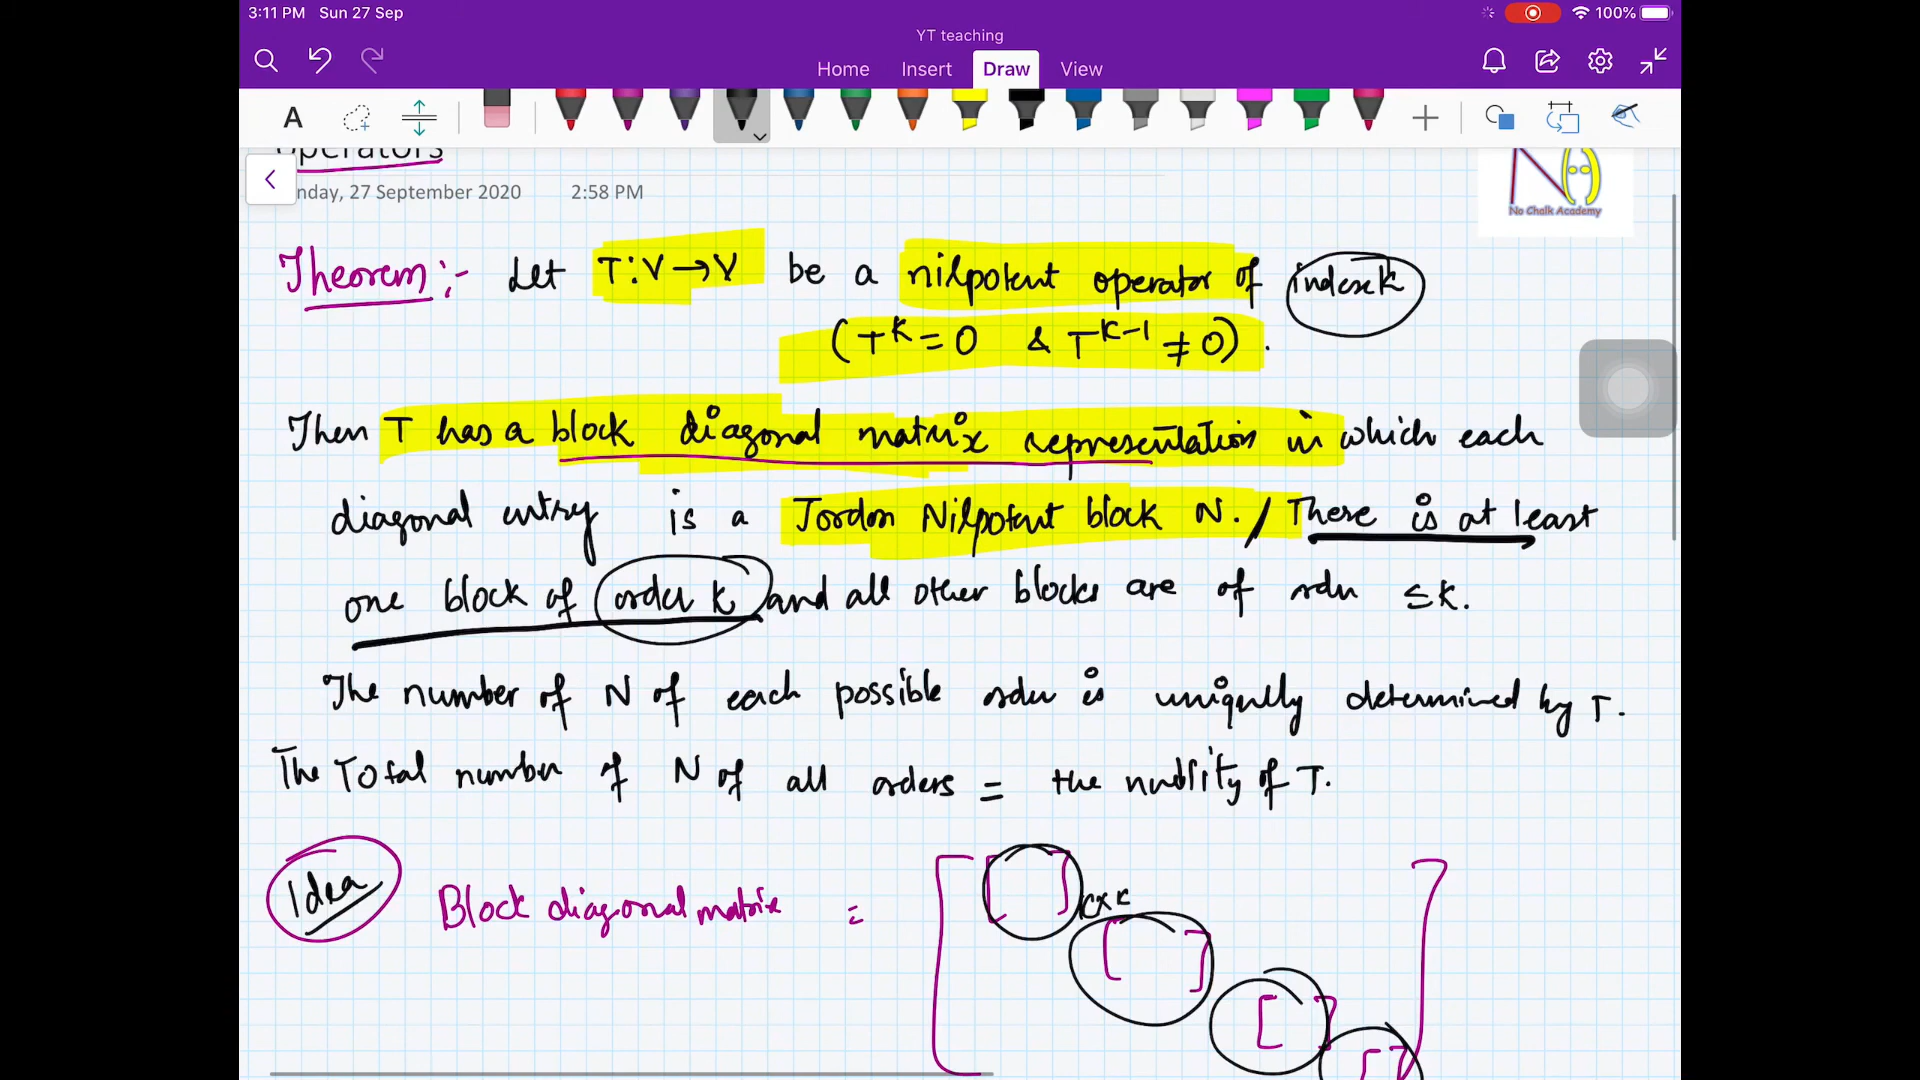 3:11 PM Sun 27 Sep
100%
YT teaching
Home Insert Draw View
A
operators
nday, 27 September 2020 2:58 PM
No Chalk Academy
Theorem :- Let T:V→V be a nilpotent operator of index k
(T^k = 0 & T^k-1 ≠ 0).
Then T has a block diagonal matrix representation in which each
diagonal entry is a Jordon Nilpotent block N. / There is at least
one block of order k and all other blocks are of order ≤ k.
The number of N of each possible order is uniquely determined by T.
The Total number of N of all orders = the nullity of T.
Idea Block diagonal matrix = [ [ ] k×k
[ ]
[ ]
[ ] ]